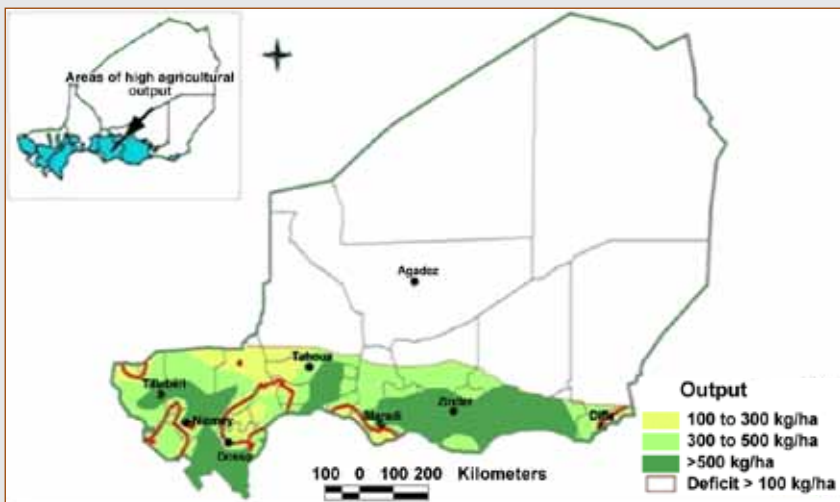 Areas of high agricultural
output
Agadez
Tahoua
Tillabéri
Niamey
Dosso
Maradi
Zinder
Diffa
Output
100 to 300 kg/ha
300 to 500 kg/ha
>500 kg/ha
Deficit > 100 kg/ha
100 0 100 200 Kilometers